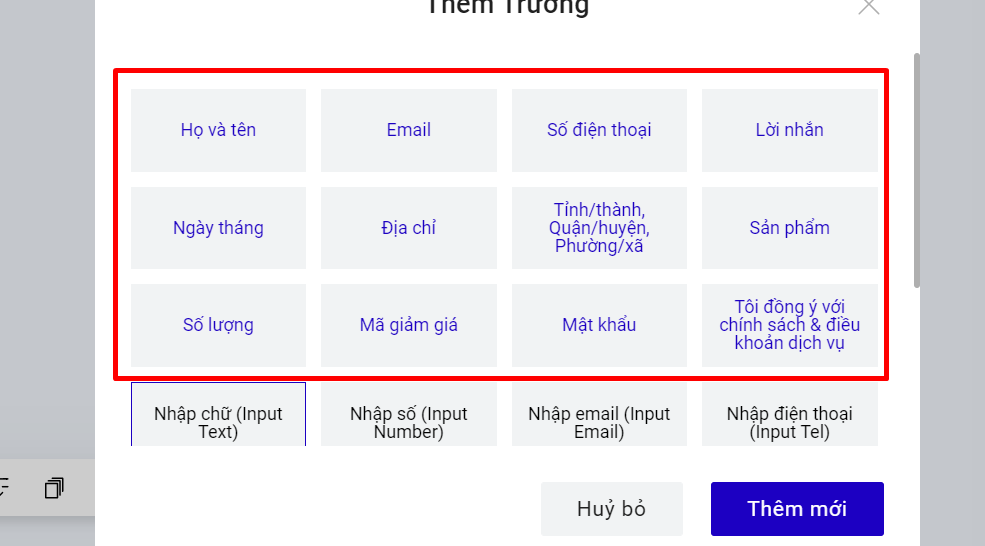 Thêm Trường
Họ và tên
Email
Số điện thoại
Lời nhắn
Ngày tháng
Địa chỉ
Tỉnh/thành,
Quận/huyện,
Phường/xã
Sản phẩm
Số lượng
Mã giảm giá
Mật khẩu
Tôi đồng ý với
chính sách & điều
khoản dịch vụ
Nhập chữ (Input
Text)
Nhập số (Input
Number)
Nhập email (Input
Email)
Nhập điện thoại
(Input Tel)
Huỷ bỏ
Thêm mới